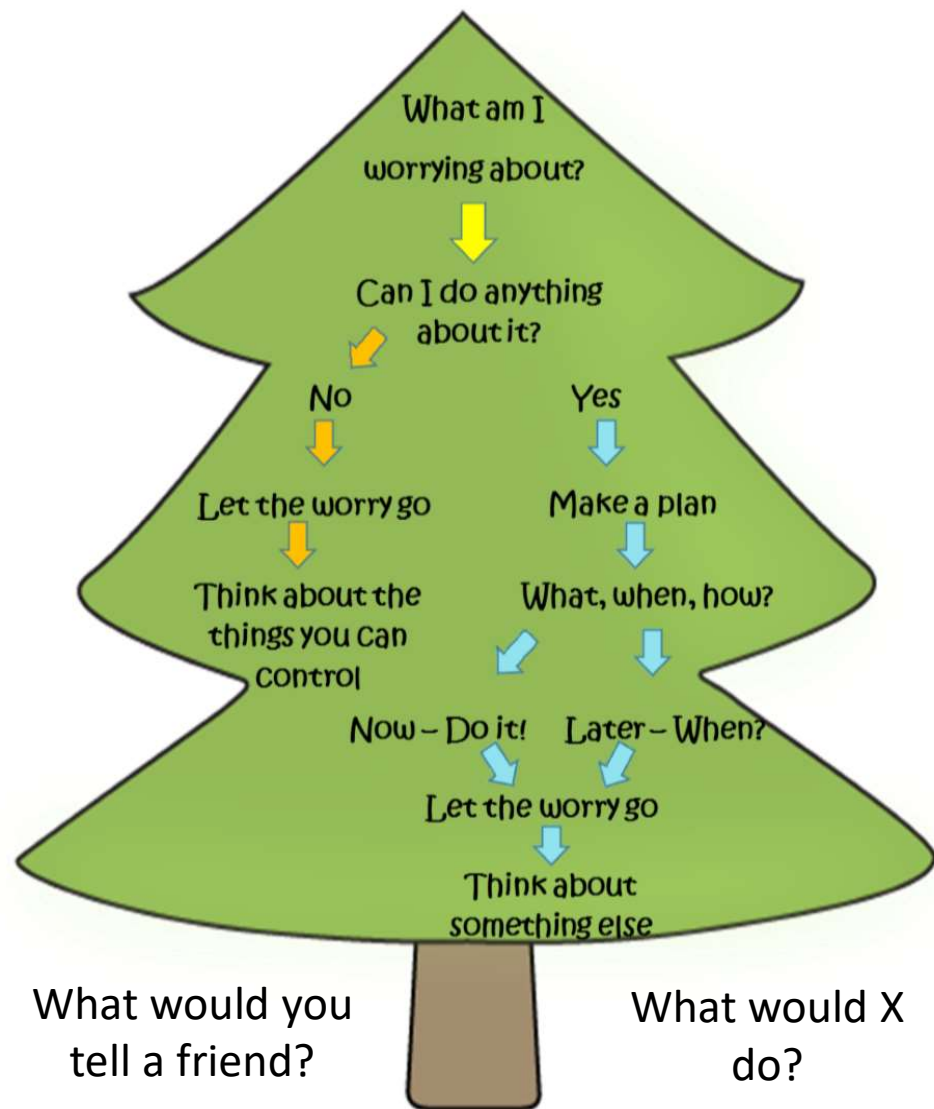 What am I
worrying about?
Can I do anything
about it?
No
Yes
Let the worry go
Make a plan
Think about the
things you can
control
What, when, how?
Now – Do it!
Later – When?
Let the worry go
Think about
something else
What would you
tell a friend?
What would X
do?